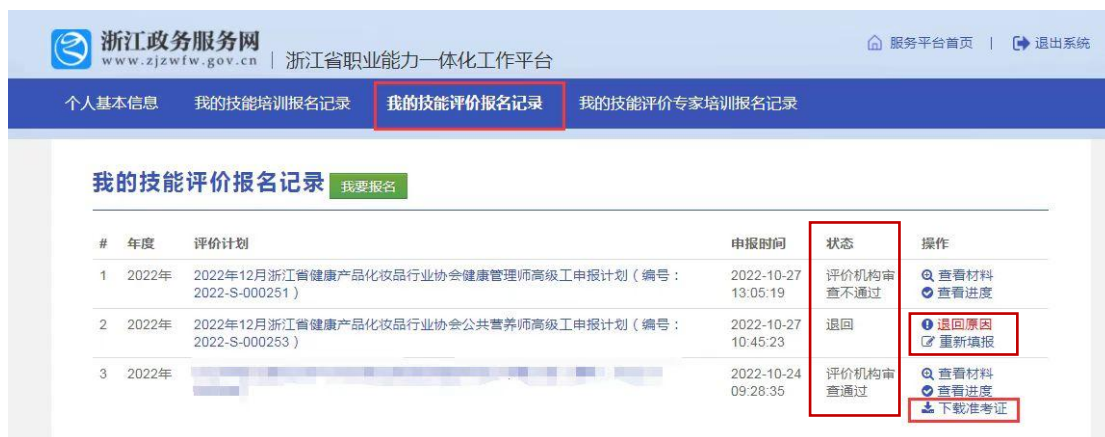 浙江政务服务网
www.zjzwfw.gov.cn | 浙江省职业能力一体化工作平台
服务平台首页 | 退出系统
个人基本信息 我的技能培训报名记录 我的技能评价报名记录 我的技能评价专家培训报名记录
我的技能评价报名记录 我要报名
# 年度 评价计划 申报时间 状态 操作
1 2022年 2022年12月浙江省健康产品化妆品行业协会健康管理师高级工申报计划（编号： 2022-10-27 评价机构审 查看材料
2022-S-000251） 13:05:19 查不通过 查看进度
2 2022年 2022年12月浙江省健康产品化妆品行业协会公共营养师高级工申报计划（编号： 2022-10-27 退回 退回原因
2022-S-000253） 10:45:23 重新填报
3 2022年 2022-10-24 评价机构审 查看材料
09:28:35 查通过 查看进度
下载准考证